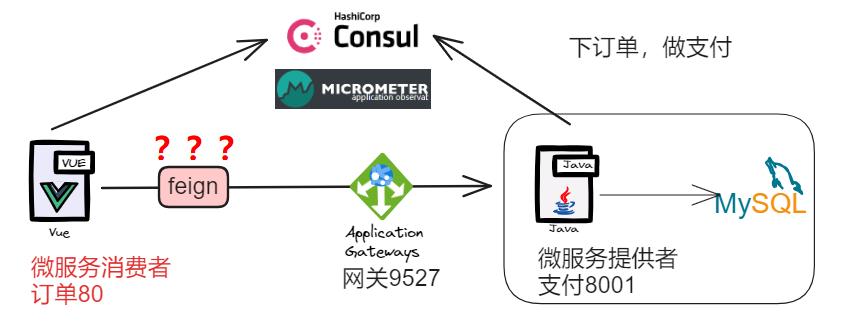 HashiCorp
Consul
下订单，做支付
MICROMETER
application observat
? ? ?
VUE
feign
Java
MySQL
Vue
Application
Gateways
Java
网关9527
微服务消费者
订单80
微服务提供者
支付8001